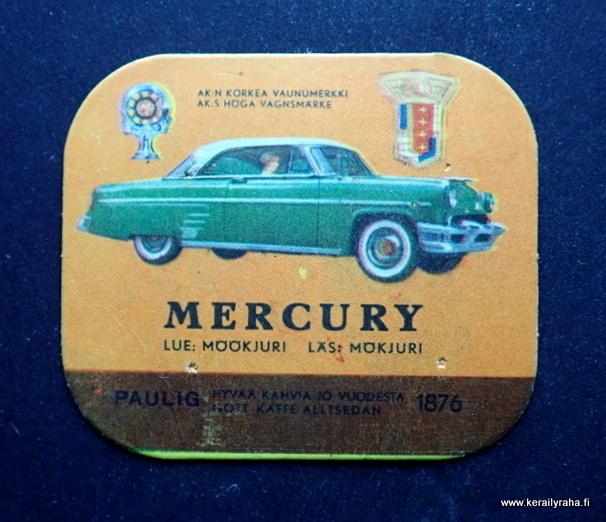 AK:N KORKEA VAUNUMERKKI
AK:S HÖGA VAGNSMÄRKE
MERCURY
LUE: MÖÖKJURI LÄS: MÖKJURI
PAULIG HYVÄÄ KAHVIA JO VUODESTA 1876
GOTT KAFFE ALLTSEDAN
www.kerailyraha.fi